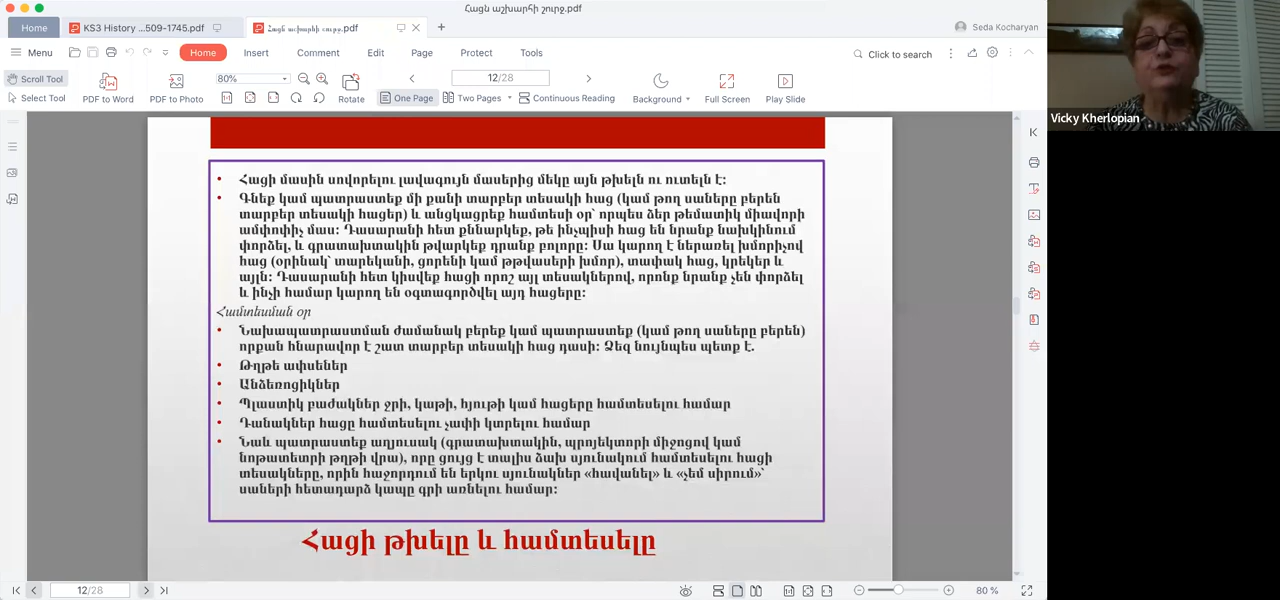 Հացն աշխարհի շուրջ.pdf
Home
KS3 History ...509-1745.pdf
Հացն աշխարհի շուրջ.pdf
Seda Kocharyan
Menu
Home
Insert
Comment
Edit
Page
Protect
Tools
Click to search
Scroll Tool
Select Tool
PDF to Word
PDF to Photo
80%
Rotate
12/28
One Page
Two Pages
Continuous Reading
Background
Full Screen
Play Slide
Vicky Kherlopian
• Հացի մասին սովորելու լավագույն մասերից մեկը այն թխելն ու ուտելն է:
• Գնեք կամ պատրաստեք մի քանի տարբեր տեսակի հաց (կամ թող սաները բերեն
տարբեր տեսակի հացեր) և անցկացրեք համտեսի օր՝ որպես ձեր թեմատիկ միավորի
ամփոփիչ մաս: Դասարանի հետ քննարկեք, թե ինչպիսի հաց են նրանք նախկինում
փորձել, և գրատախտակին թվարկեք դրանք բոլորը: Սա կարող է ներառել խմորիչով
հաց (օրինակ՝ տարեկանի, ցորենի կամ թթվասերի խմոր), տափակ հաց, կրեկեր և
այլն: Դասարանի հետ կիսվեք հացի որոշ այլ տեսակներով, որոնք նրանք չեն փորձել
և ինչի համար կարող են օգտագործվել այդ հացերը:
Համտեսման օր
• Նախապատրաստման ժամանակ բերեք կամ պատրաստեք (կամ թող սաները բերեն)
որքան հնարավոր է շատ տարբեր տեսակի հաց դասի: Ձեզ նույնպես պետք է.
• Թղթե ափսեներ
• Անձեռոցիկներ
• Պլաստիկ բաժակներ ջրի, կաթի, հյութի կամ հացերը համտեսելու համար
• Դանակներ հացը համտեսելու չափի կտրելու համար
• Նաև պատրաստեք աղյուսակ (գրատախտակին, պրոյեկտորի միջոցով կամ
նոթատետրի թղթի վրա), որը ցույց է տալիս ձախ սյունակում համտեսելու հացի
տեսակները, որին հաջորդում են երկու սյունակներ «հավանել» և «չեմ սիրում»՝
սաների հետադարձ կապը գրի առնելու համար:
Հացի թխելը և համտեսելը
12/28
80 %